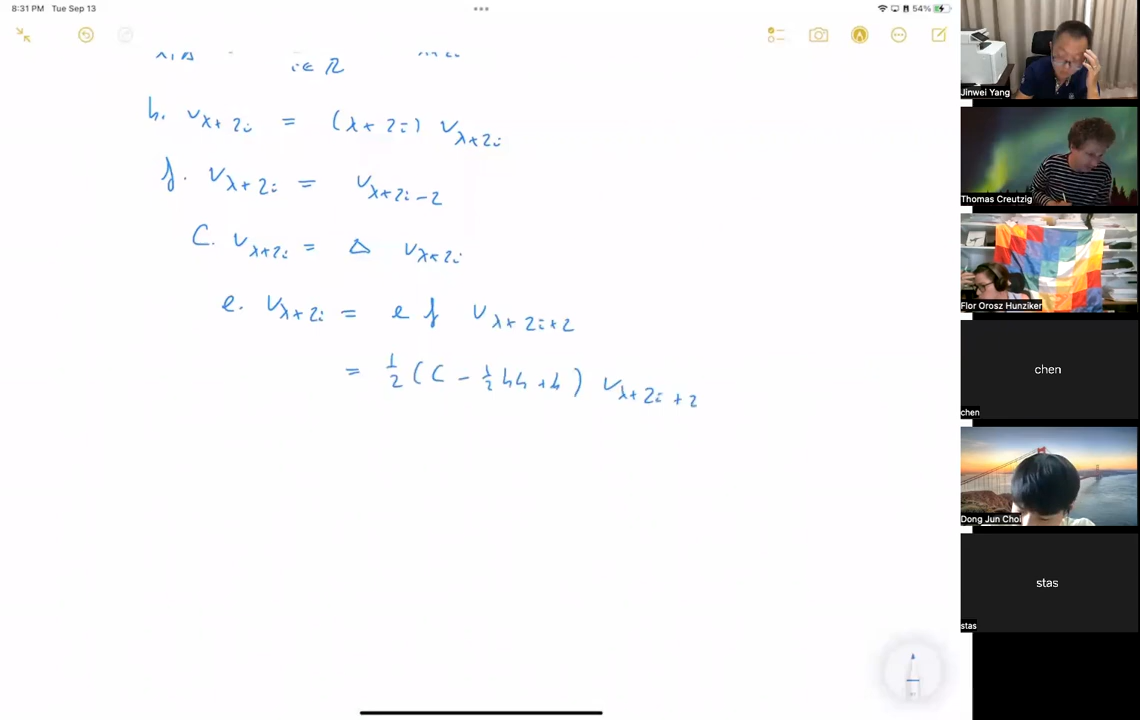 8:31 PM Tue Sep 13
54%
i ∈ ℤ
h. v_{λ+2i} = (λ+2i) v_{λ+2i}
f. v_{λ+2i} = v_{λ+2i-2}
C. v_{λ+2i} = Δ v_{λ+2i}
e. v_{λ+2i} = e f v_{λ+2i+2}
= 1/2 (C - 1/2 hh + h) v_{λ+2i+2}
Jinwei Yang
Thomas Creutzig
Flor Orosz Hunziker
chen
chen
Dong Jun Choi
stas
stas